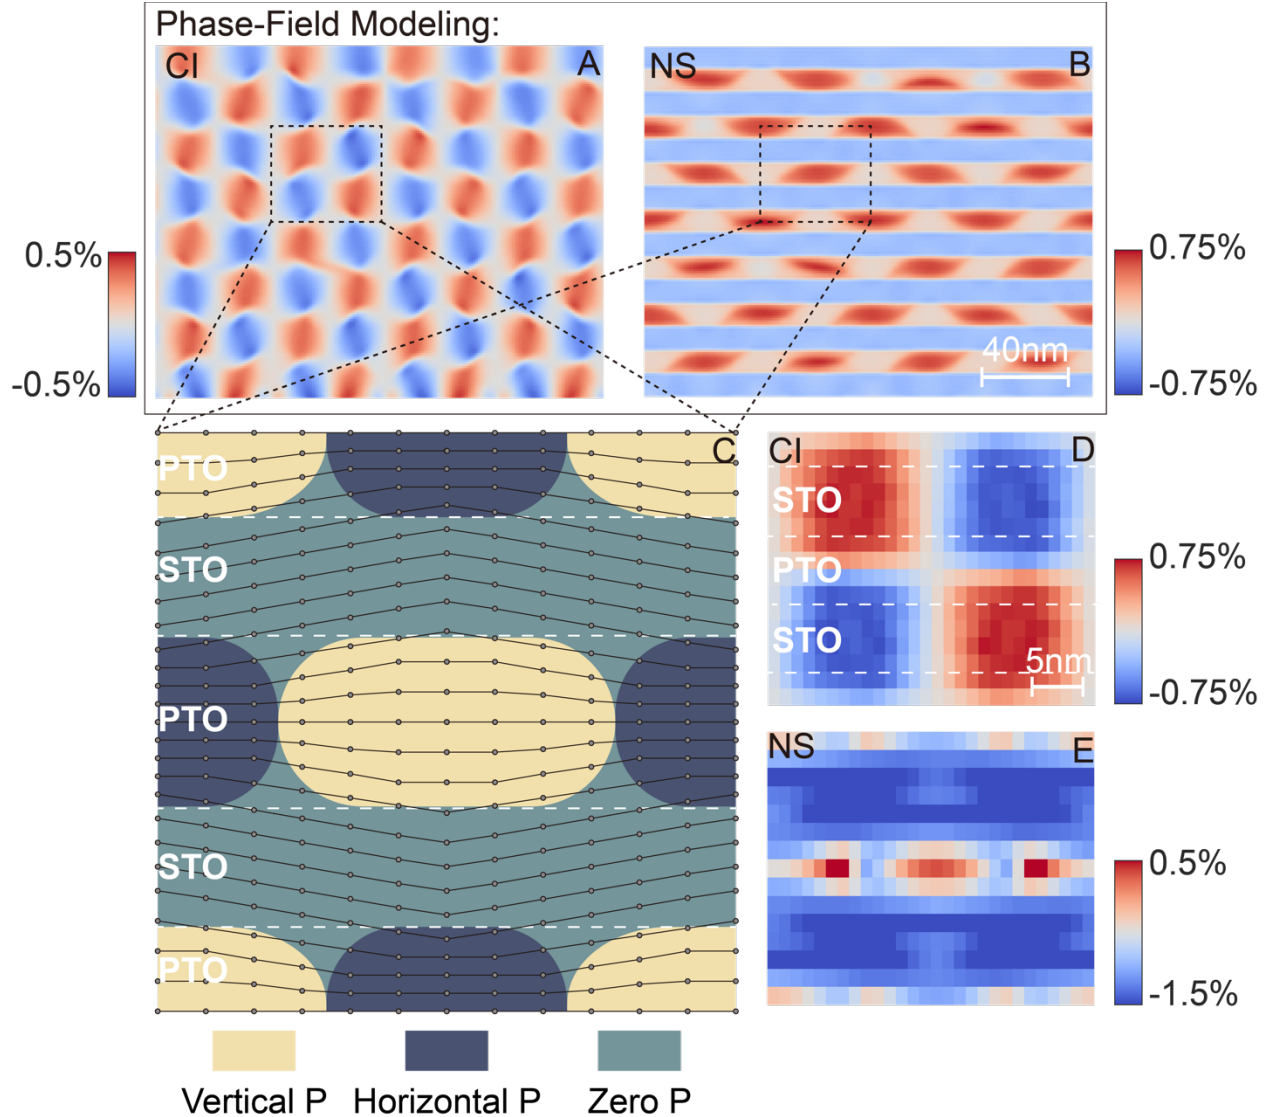 Phase-Field Modeling:
CI
A
NS
B
0.5%
-0.5%
40nm
0.75%
-0.75%
C
PTO
STO
PTO
STO
PTO
CI
D
STO
PTO
STO
5nm
0.75%
-0.75%
NS
E
0.5%
-1.5%
Vertical P
Horizontal P
Zero P